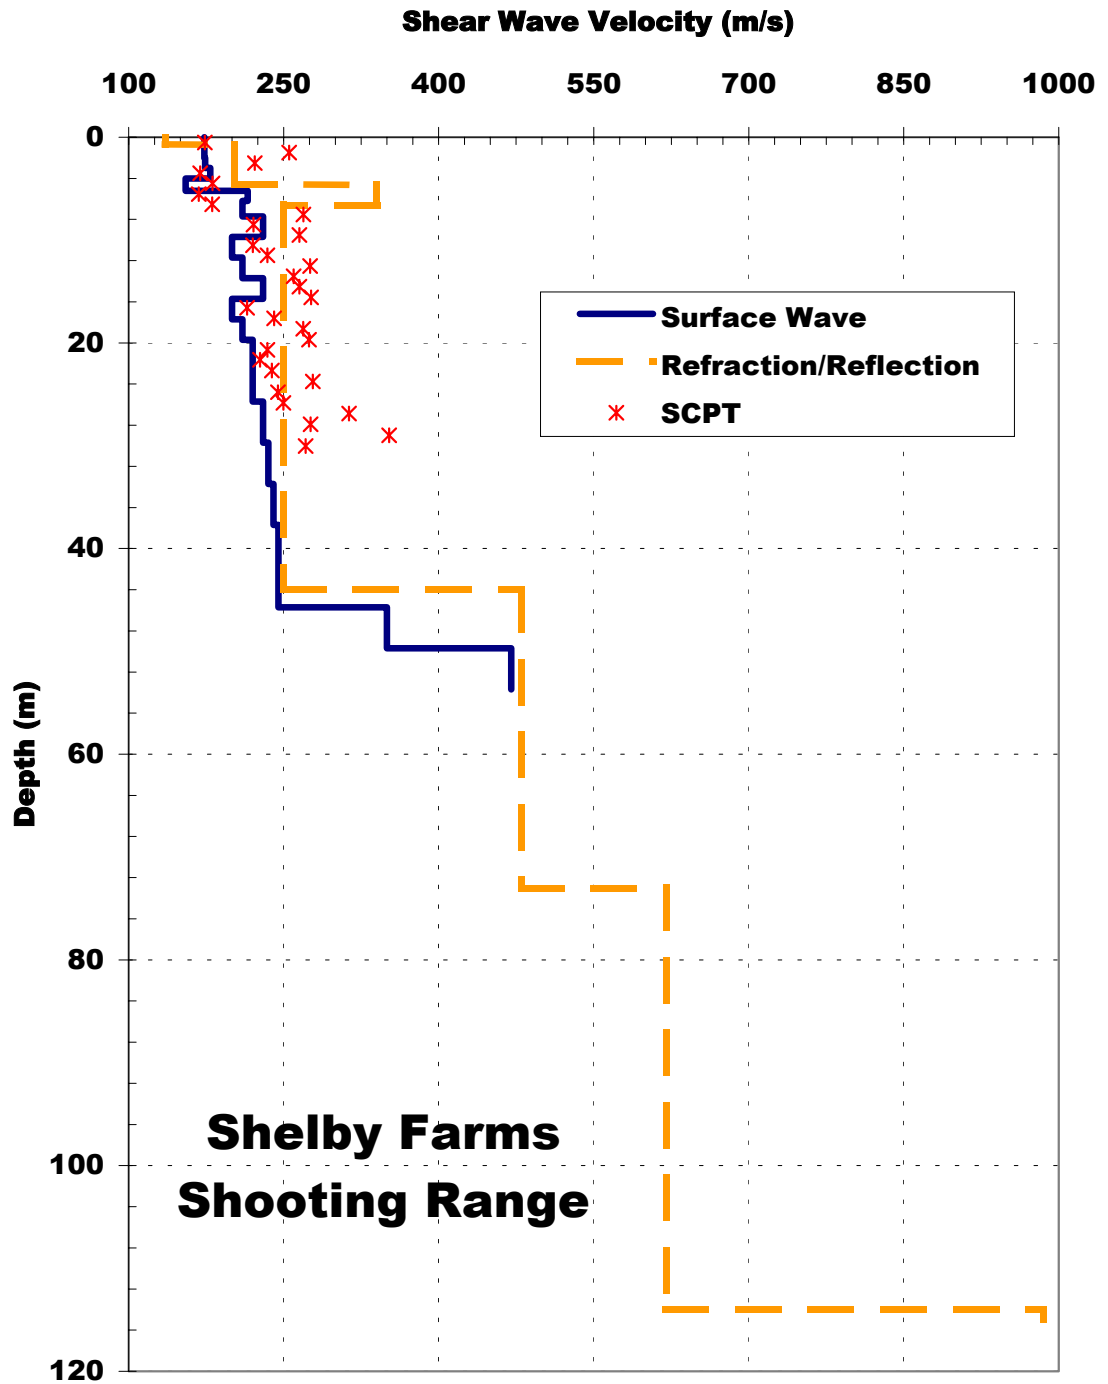 Shear Wave Velocity (m/s)
100 250 400 550 700 850 1000
0
20
40
60
80
100
120
Depth (m)
Surface Wave
Refraction/Reflection
SCPT
Shelby Farms
Shooting Range